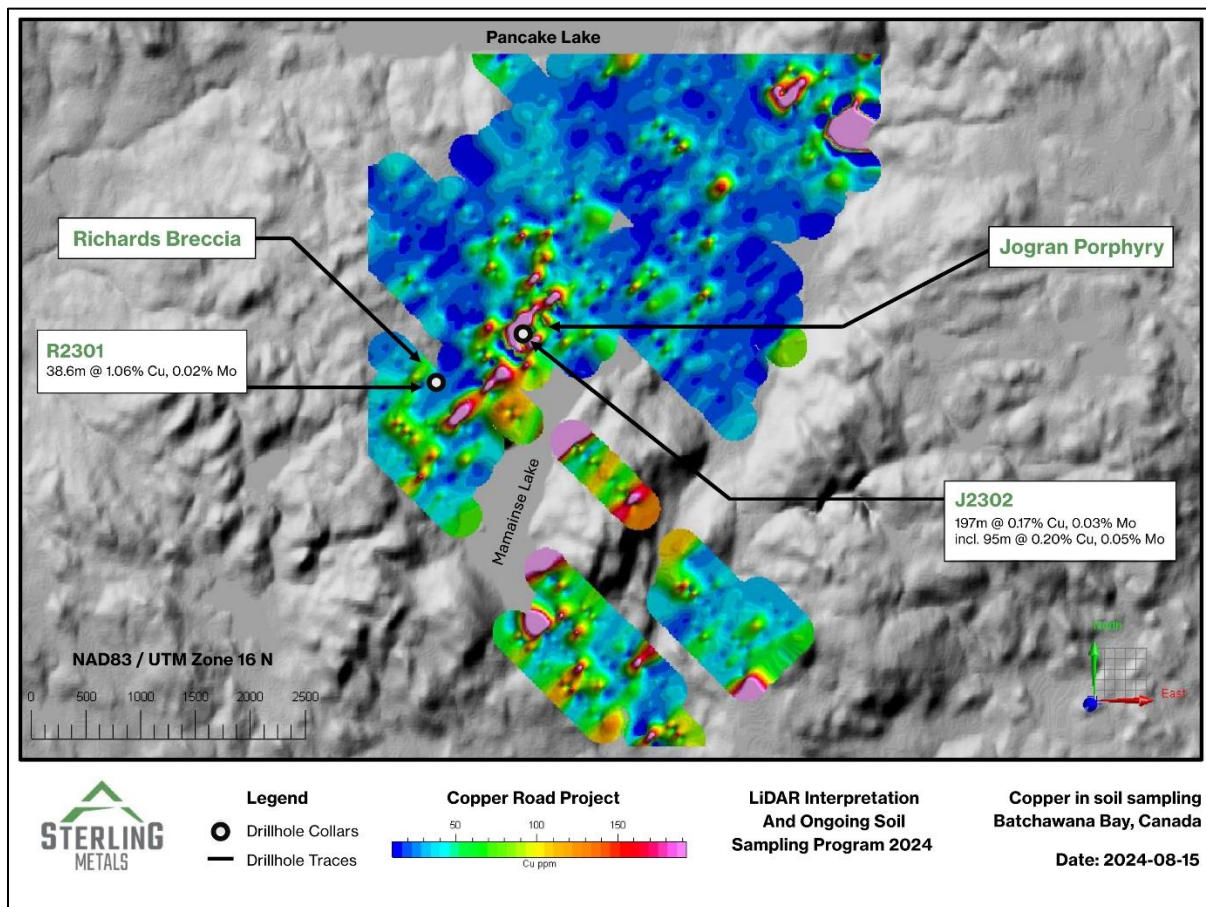 Pancake Lake
Richards Breccia
Jogran Porphyry
R2301
38.6m @ 1.06% Cu, 0.02% Mo
Mamainse Lake
J2302
197m @ 0.17% Cu, 0.03% Mo
incl. 95m @ 0.20% Cu, 0.05% Mo
NAD83 / UTM Zone 16 N
0 500 1000 1500 2000 2500
North
East
STERLING
METALS
Legend
Drillhole Collars
Drillhole Traces
Copper Road Project
50 100 150
Cu ppm
LiDAR Interpretation
And Ongoing Soil
Sampling Program 2024
Copper in soil sampling
Batchawana Bay, Canada
Date: 2024-08-15